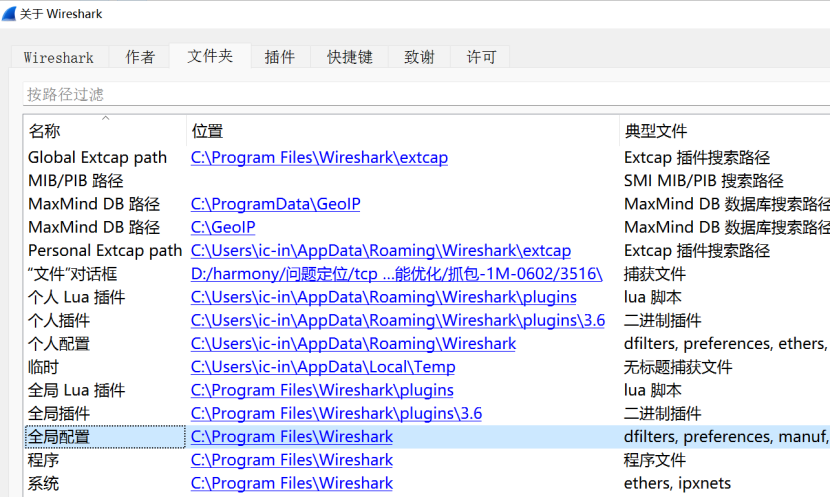 关于 Wireshark
Wireshark 作者 文件夹 插件 快捷键 致谢 许可
按路径过滤
名称 位置 典型文件
Global Extcap path C:\Program Files\Wireshark\extcap Extcap 插件搜索路径
MIB/PIB 路径 SMI MIB/PIB 搜索路径
MaxMind DB 路径 C:\ProgramData\GeoIP MaxMind DB 数据库搜索路径
MaxMind DB 路径 C:\GeoIP MaxMind DB 数据库搜索路径
Personal Extcap path C:\Users\ic-in\AppData\Roaming\Wireshark\extcap Extcap 插件搜索路径
“文件”对话框 D:/harmony/问题定位/tcp ...能优化/抓包-1M-0602/3516\ 捕获文件
个人 Lua 插件 C:\Users\ic-in\AppData\Roaming\Wireshark\plugins lua 脚本
个人插件 C:\Users\ic-in\AppData\Roaming\Wireshark\plugins\3.6 二进制插件
个人配置 C:\Users\ic-in\AppData\Roaming\Wireshark dfilters, preferences, ethers,
临时 C:\Users\ic-in\AppData\Local\Temp 无标题捕获文件
全局 Lua 插件 C:\Program Files\Wireshark\plugins lua 脚本
全局插件 C:\Program Files\Wireshark\plugins\3.6 二进制插件
全局配置 C:\Program Files\Wireshark dfilters, preferences, manuf,
程序 C:\Program Files\Wireshark 程序文件
系统 C:\Program Files\Wireshark ethers, ipxnets